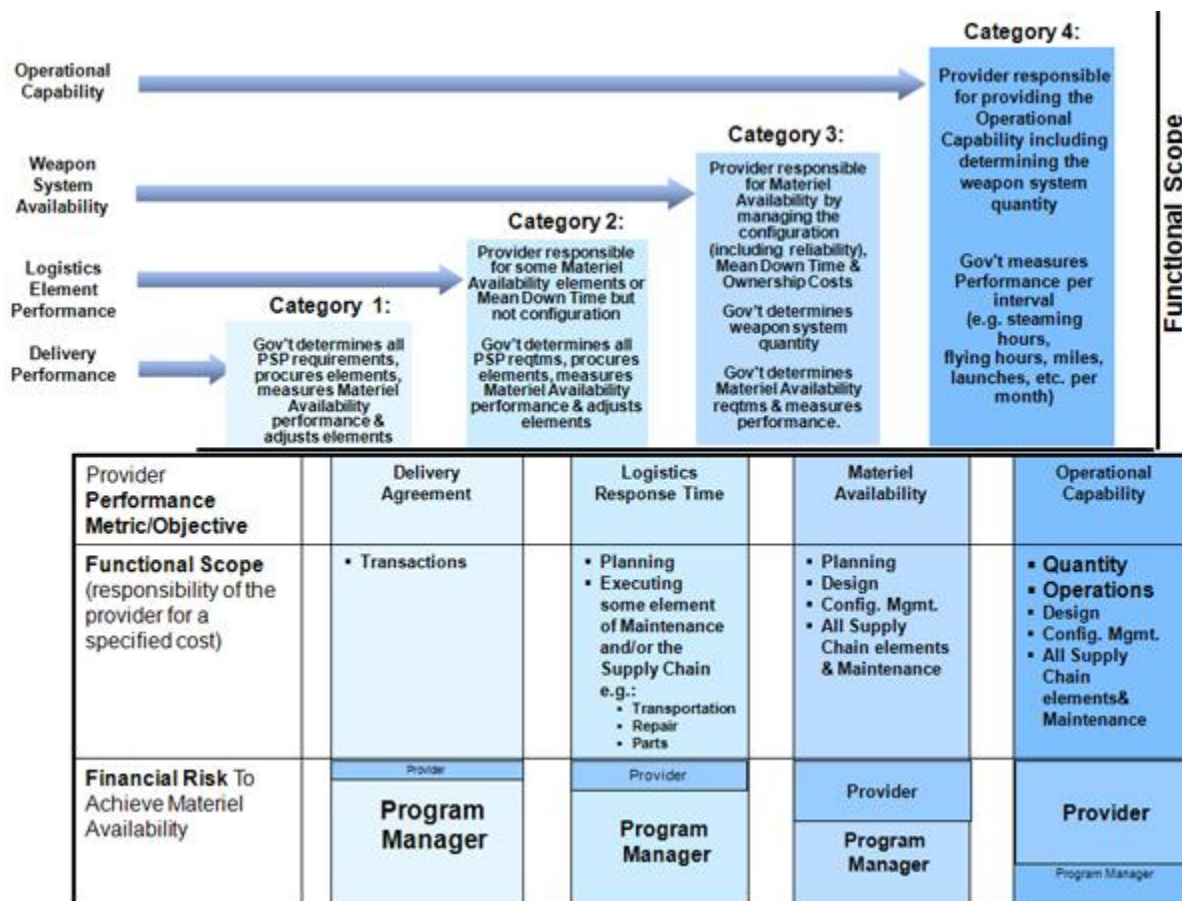 Operational
Capability
Weapon
System
Availability
Logistics
Element
Performance
Delivery
Performance
Category 1:
Gov't determines all
PSP requirements,
procures elements,
measures Materiel
Availability
performance &
adjusts elements
Category 2:
Provider responsible
for some Materiel
Availability elements or
Mean Down Time but
not configuration
Gov't determines all
PSP reqtms, procures
elements, measures
Materiel Availability
performance & adjusts
elements
Category 3:
Provider responsible
for Materiel
Availability by
managing the
configuration
(including reliability),
Mean Down Time &
Ownership Costs
Gov't determines
weapon system
quantity
Gov't determines
Materiel Availability
reqtms & measures
performance.
Category 4:
Provider responsible
for providing the
Operational
Capability including
determining the
weapon system
quantity
Gov't measures
Performance per
interval
(e.g. steaming
hours,
flying hours, miles,
launches, etc. per
month)
Functional Scope
Provider
Performance
Metric/Objective
Delivery
Agreement
Logistics
Response Time
Materiel
Availability
Operational
Capability
Functional Scope
(responsibility of the
provider for a
specified cost)
▪ Transactions
▪ Planning
▪ Executing
some element
of Maintenance
and/or the
Supply Chain
e.g.:
▪ Transportation
▪ Repair
▪ Parts
▪ Planning
▪ Design
▪ Config. Mgmt.
▪ All Supply
Chain elements
& Maintenance
▪ Quantity
▪ Operations
▪ Design
▪ Config. Mgmt.
▪ All Supply
Chain
elements&
Maintenance
Financial Risk To
Achieve Materiel
Availability
Provider
Program
Manager
Provider
Program
Manager
Provider
Program
Manager
Provider
Program Manager